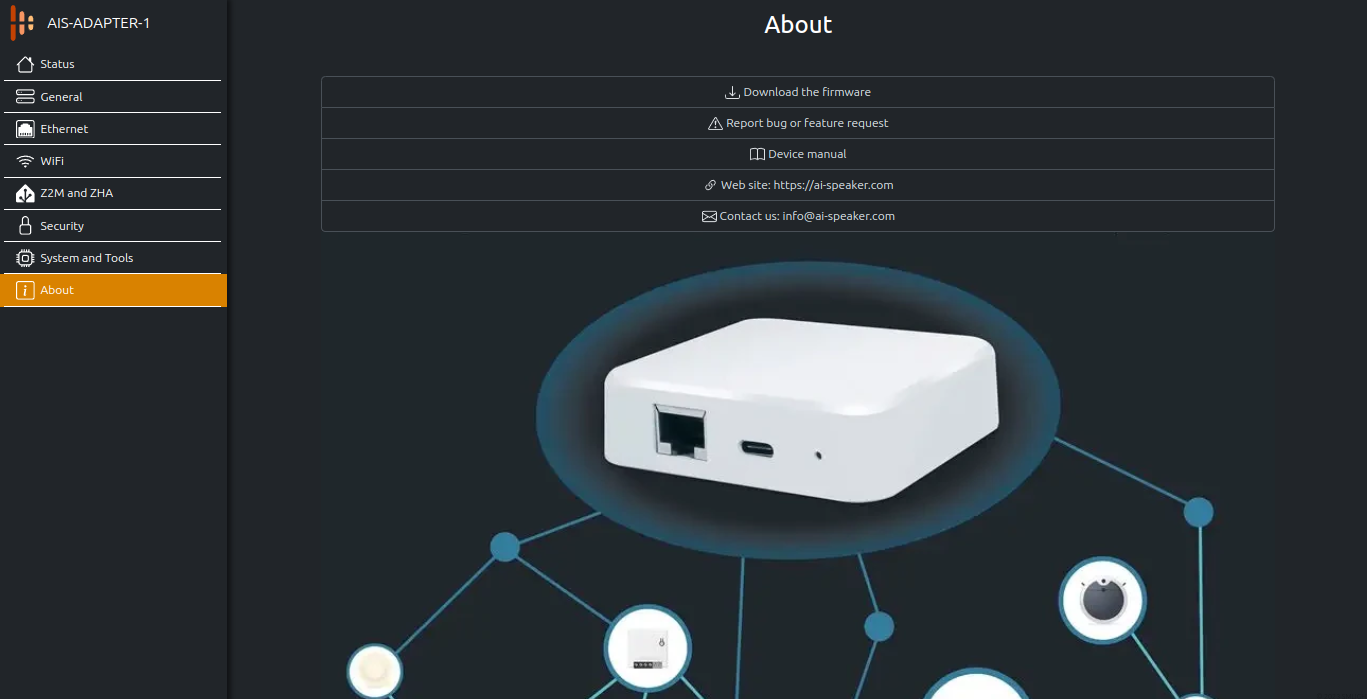 AIS-ADAPTER-1
Status
General
Ethernet
WiFi
Z2M and ZHA
Security
System and Tools
About
About
Download the firmware
Report bug or feature request
Device manual
Web site: https://ai-speaker.com
Contact us: info@ai-speaker.com